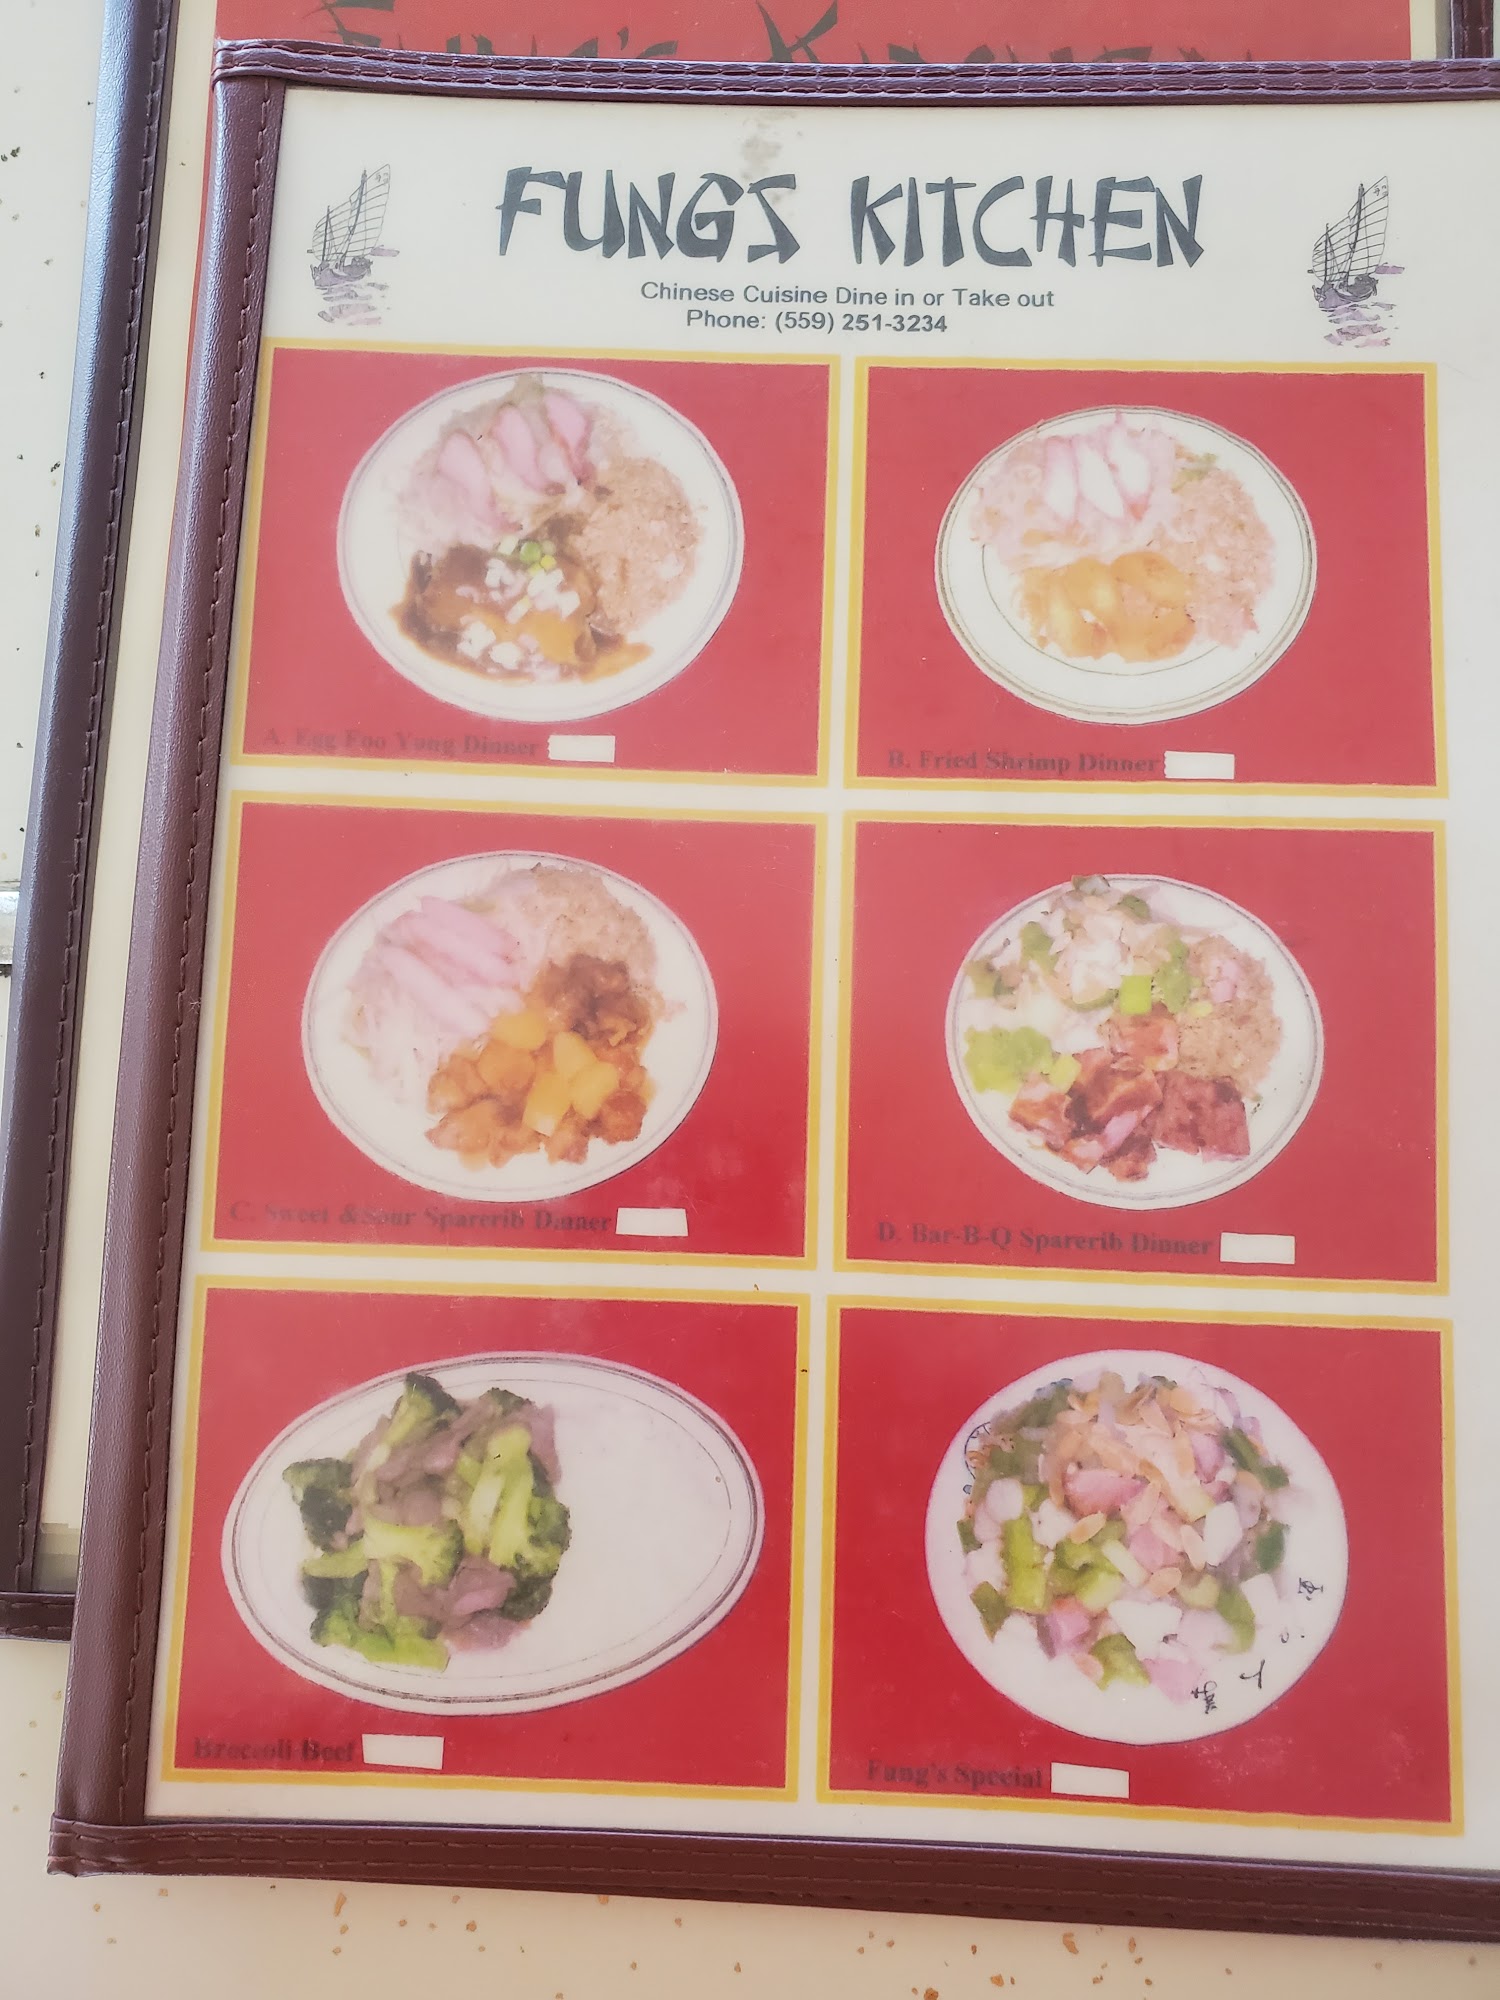 FUNGS KITCHEN
Chinese Cuisine Dine in or Take out
Phone: (559) 251-3234
A. Egg Foo Yong Dinner
B. Fried Shrimp Dinner
C. Sweet & Sour Sparerib Dinner
D. Bar-B-Q Sparerib Dinner
Broccoli Beef
Fung's Special